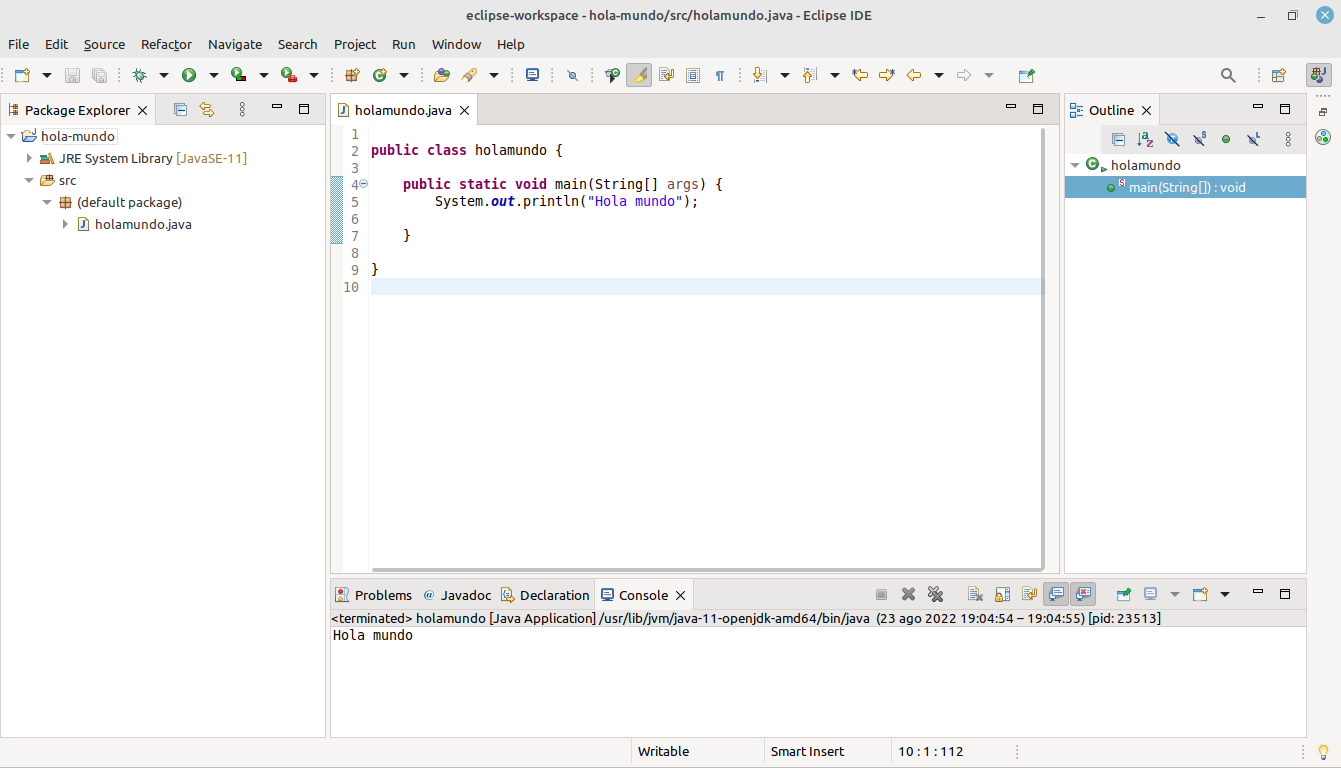 eclipse-workspace - hola-mundo/src/holamundo.java - Eclipse IDE
File Edit Source Refactor Navigate Search Project Run Window Help
Package Explorer
hola-mundo
JRE System Library [JavaSE-11]
src
(default package)
holamundo.java
holamundo.java
1
2 public class holamundo {
3
4 public static void main(String[] args) {
5 System.out.println("Hola mundo");
6
7 }
8
9 }
10
Outline
holamundo
main(String[]) : void
Problems @ Javadoc Declaration Console
<terminated> holamundo [Java Application] /usr/lib/jvm/java-11-openjdk-amd64/bin/java (23 ago 2022 19:04:54 – 19:04:55) [pid: 23513]
Hola mundo
Writable Smart Insert 10 : 1 : 112